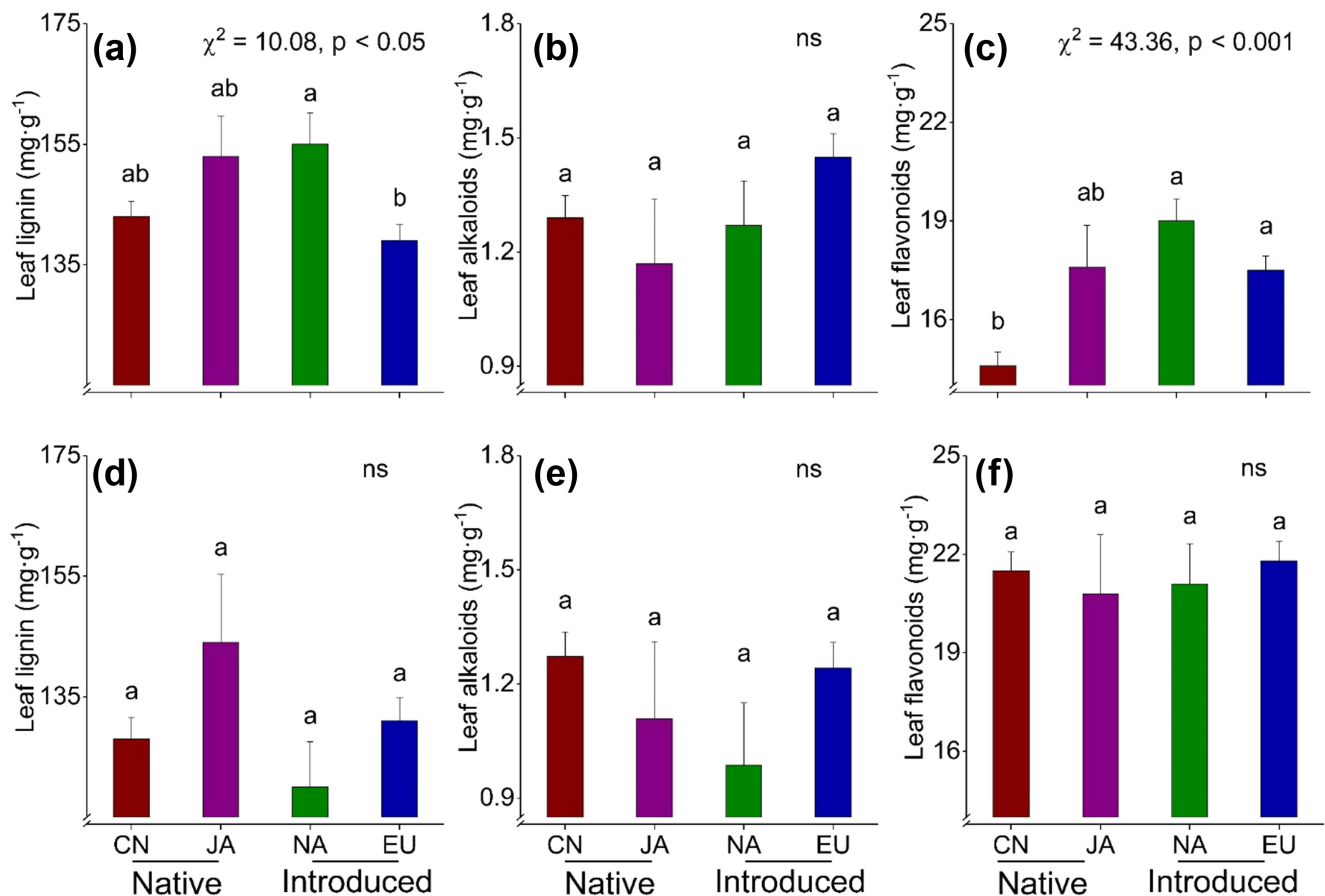 (a)
χ² = 10.08, p < 0.05
Leaf lignin (mg·g⁻¹)
175
155
135
ab
ab
a
b
(b)
ns
Leaf alkaloids (mg·g⁻¹)
1.8
1.5
1.2
0.9
a
a
a
a
(c)
χ² = 43.36, p < 0.001
Leaf flavonoids (mg·g⁻¹)
25
22
19
16
b
ab
a
a
(d)
ns
Leaf lignin (mg·g⁻¹)
175
155
135
a
a
a
a
CN JA NA EU
Native Introduced
(e)
ns
Leaf alkaloids (mg·g⁻¹)
1.8
1.5
1.2
0.9
a
a
a
a
CN JA NA EU
Native Introduced
(f)
ns
Leaf flavonoids (mg·g⁻¹)
25
22
19
16
a
a
a
a
CN JA NA EU
Native Introduced